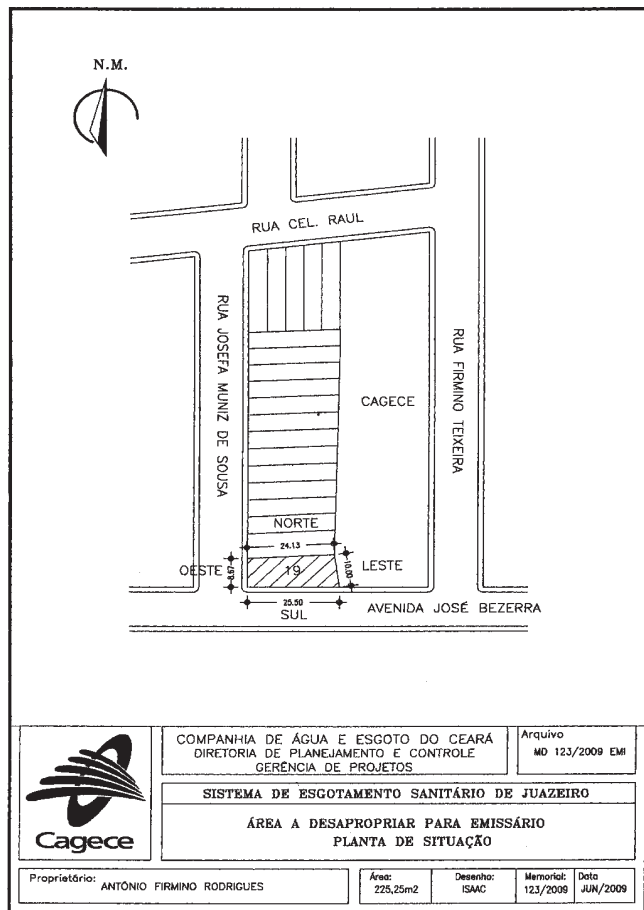 N.M.
RUA CEL. RAUL
RUA JOSEFA MUNIZ DE SOUSA
RUA FIRMINO TEIXEIRA
CAGECE
NORTE
24.13
OESTE
8.97
19
10.00
LESTE
25.50
SUL
AVENIDA JOSÉ BEZERRA
Cagece
COMPANHIA DE ÁGUA E ESGOTO DO CEARÁ
DIRETORIA DE PLANEJAMENTO E CONTROLE
GERÊNCIA DE PROJETOS
Arquivo
MD 123/2009 EMI
SISTEMA DE ESGOTAMENTO SANITÁRIO DE JUAZEIRO
ÁREA A DESAPROPRIAR PARA EMISSÁRIO
PLANTA DE SITUAÇÃO
Proprietário:
ANTÔNIO FIRMINO RODRIGUES
Área:
225,25m2
Desenho:
ISAAC
Memorial:
123/2009
Data
JUN/2009